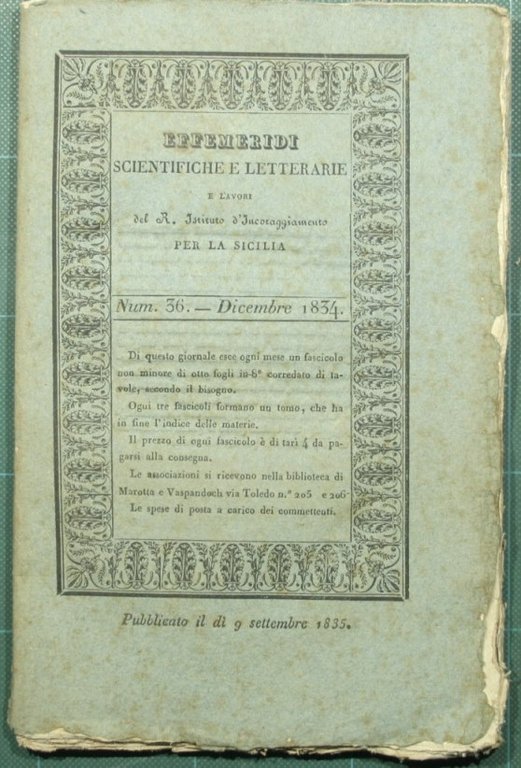 EFFEMERIDI
SCIENTIFICHE E LETTERARIE
E LAVORI
del R. Istituto d'Incoraggiamento
PER LA SICILIA
Num. 36. — Dicembre 1834.
Di questo giornale esce ogni mese un fascicolo
non minore di otto fogli in-8° corredato di ta-
vole, secondo il bisogno.
Ogni tre fascicoli formano un tomo, che ha
in fine l'indice delle materie.
Il prezzo di ogni fascicolo è di tarì 4 da pa-
garsi alla consegna.
Le associazioni si ricevono nella biblioteca di
Marotta e Vaspandoch via Toledo n.° 205 e 206
Le spese di posta a carico dei committenti.
Pubblicato il dì 9 settembre 1835.